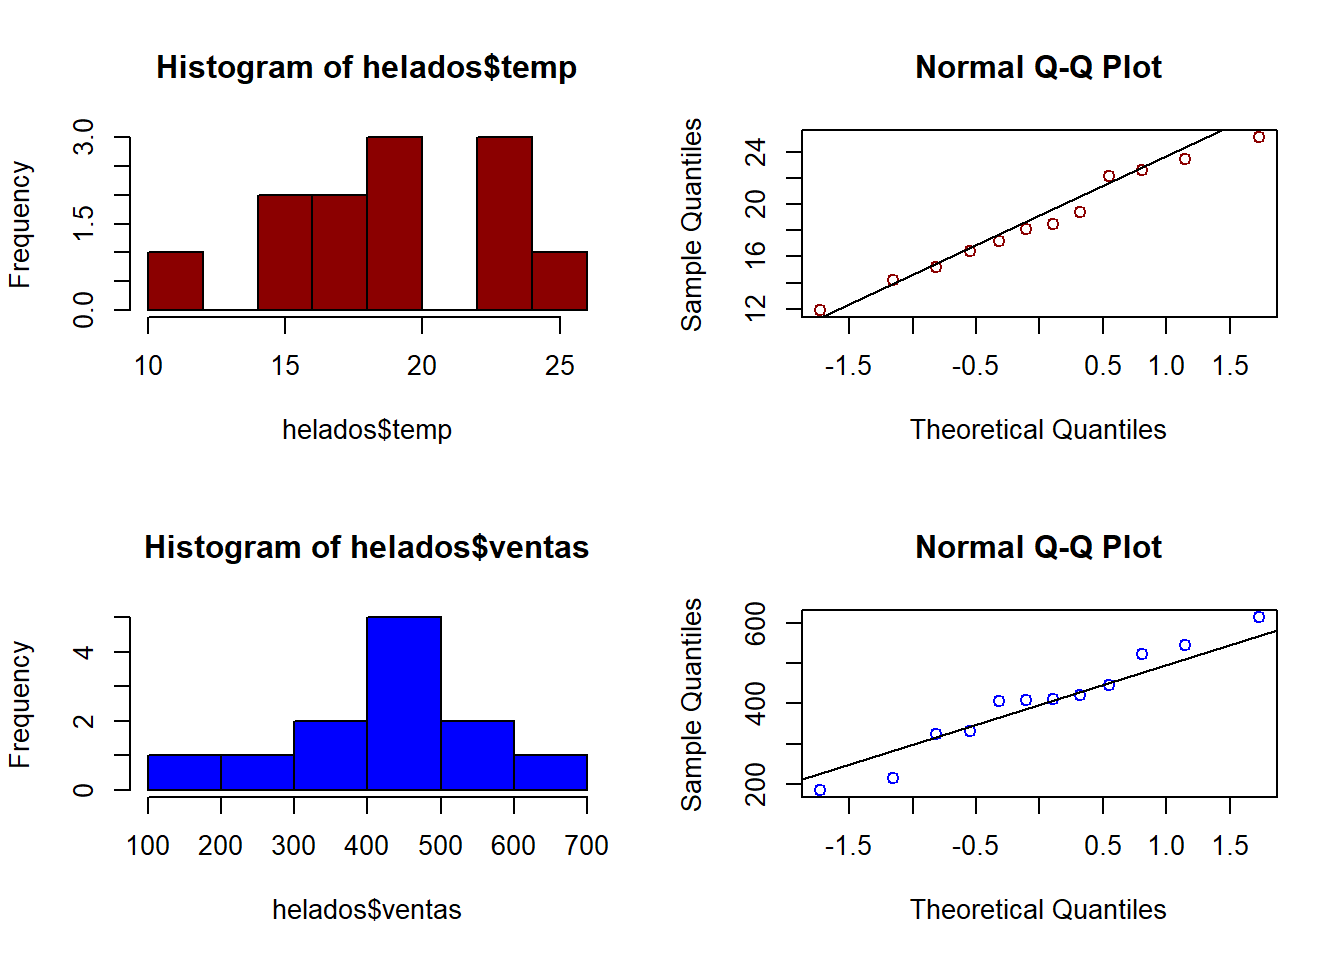 Histogram of helados$temp
Frequency
0.0 1.5 3.0
10 15 20 25
helados$temp
Normal Q-Q Plot
Sample Quantiles
12 16 20 24
-1.5 -0.5 0.5 1.0 1.5
Theoretical Quantiles
Histogram of helados$ventas
Frequency
0 2 4
100 200 300 400 500 600 700
helados$ventas
Normal Q-Q Plot
Sample Quantiles
200 400 600
-1.5 -0.5 0.5 1.0 1.5
Theoretical Quantiles